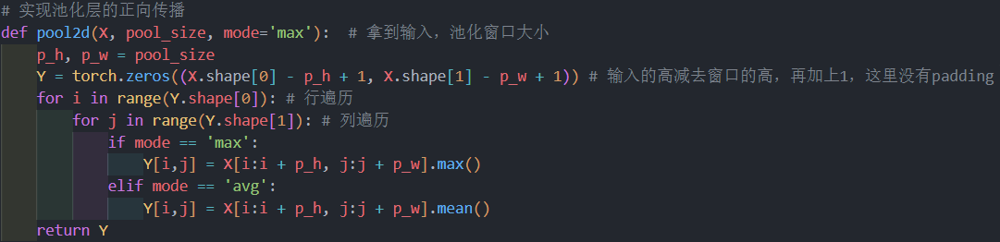 # 实现池化层的正向传播
def pool2d(X, pool_size, mode='max'):  # 拿到输入，池化窗口大小
    p_h, p_w = pool_size
    Y = torch.zeros((X.shape[0] - p_h + 1, X.shape[1] - p_w + 1)) # 输入的高减去窗口的高，再加上1，这里没有padding
    for i in range(Y.shape[0]): # 行遍历
        for j in range(Y.shape[1]): # 列遍历
            if mode == 'max':
                Y[i,j] = X[i:i + p_h, j:j + p_w].max()
            elif mode == 'avg':
                Y[i,j] = X[i:i + p_h, j:j + p_w].mean()
    return Y